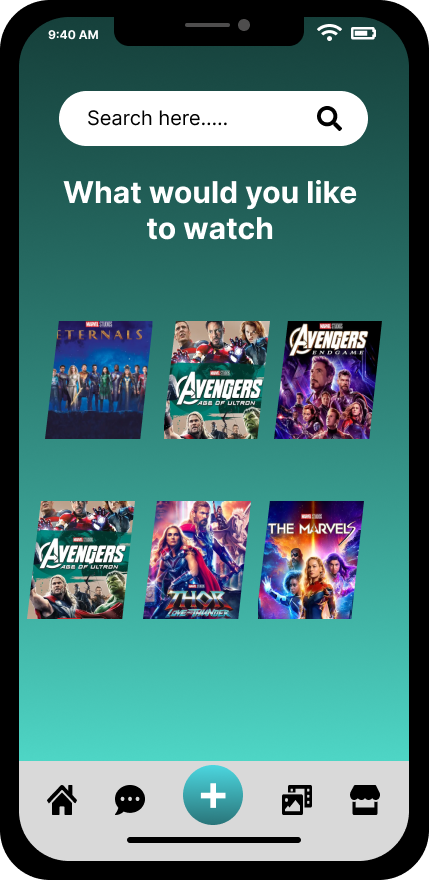 9:40 AM
Search here.....
What would you like
to watch
MARVEL STUDIOS
ETERNALS
MARVEL STUDIOS
AVENGERS
AGE OF ULTRON
MARVEL STUDIOS
AVENGERS
ENDGAME
MARVEL STUDIOS
AVENGERS
AGE OF ULTRON
MARVEL STUDIOS
THOR
LOVE AND THUNDER
MARVEL STUDIOS
THE MARVELS